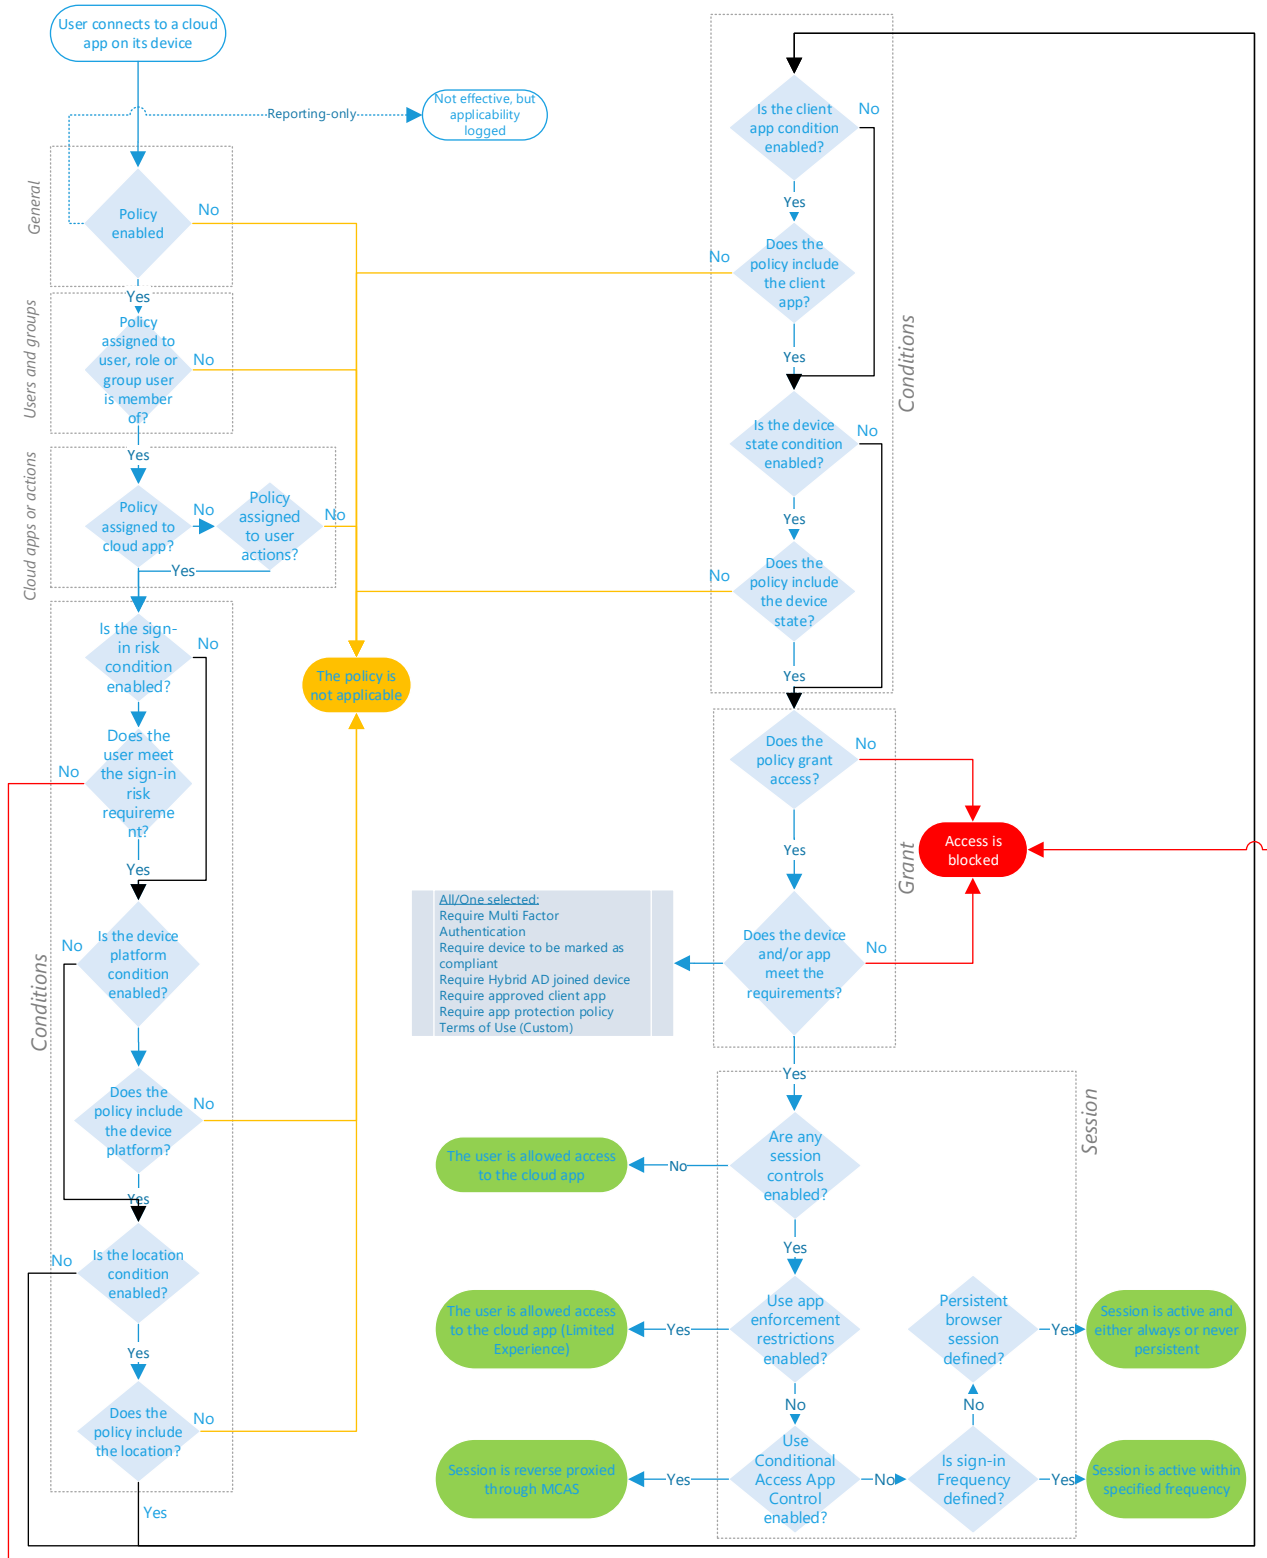 User connects to a cloud
app on its device
Reporting-only
Not effective, but
applicability
logged
General
Policy
enabled
No
Yes
Users and groups
Policy
assigned to
user, role or
group user
is member
of?
No
Yes
Cloud apps or actions
Policy
assigned to
cloud app?
No
Policy
assigned
to user
actions?
No
Yes
Conditions
Is the sign-
in risk
condition
enabled?
No
Does the
user meet
the sign-in
risk
requireme
nt?
No
Yes
Is the device
platform
condition
enabled?
No
Does the
policy include
the device
platform?
No
Yes
Is the location
condition
enabled?
No
Yes
Does the
policy include
the location?
No
Yes
The policy is
not applicable
Conditions
Is the client
app condition
enabled?
No
Yes
Does the
policy include
the client
app?
No
Yes
Is the device
state condition
enabled?
No
Yes
Does the
policy include
the device
state?
No
Yes
Grant
Does the
policy grant
access?
No
Yes
Access is
blocked
Does the device
and/or app
meet the
requirements?
No
All/One selected:
Require Multi Factor
Authentication
Require device to be marked as
compliant
Require Hybrid AD joined device
Require approved client app
Require app protection policy
Terms of Use (Custom)
Yes
Session
Are any
session
controls
enabled?
No
The user is allowed access
to the cloud app
Yes
Use app
enforcement
restrictions
enabled?
Yes
The user is allowed access
to the cloud app (Limited
Experience)
No
Use
Conditional
Access App
Control
enabled?
Yes
Session is reverse proxied
through MCAS
No
Is sign-in
Frequency
defined?
Yes
Session is active within
specified frequency
No
Persistent
browser
session
defined?
Yes
Session is active and
either always or never
persistent